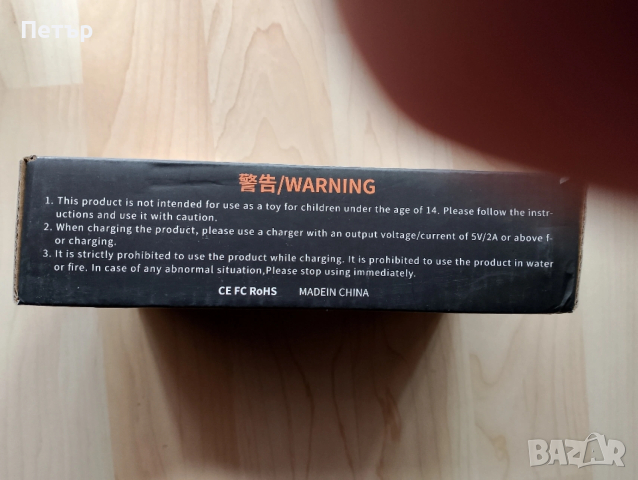 Петър
警告/WARNING
1. This product is not intended for use as a toy for children under the age of 14. Please follow the instr-
uctions and use it with caution.
2. When charging the product, please use a charger with an output voltage/current of 5V/2A or above f-
or charging.
3. It is strictly prohibited to use the product while charging. It is prohibited to use the product in water
or fire. In case of any abnormal situation,Please stop using immediately.
CE FC RoHS MADEIN CHINA
BAZAR